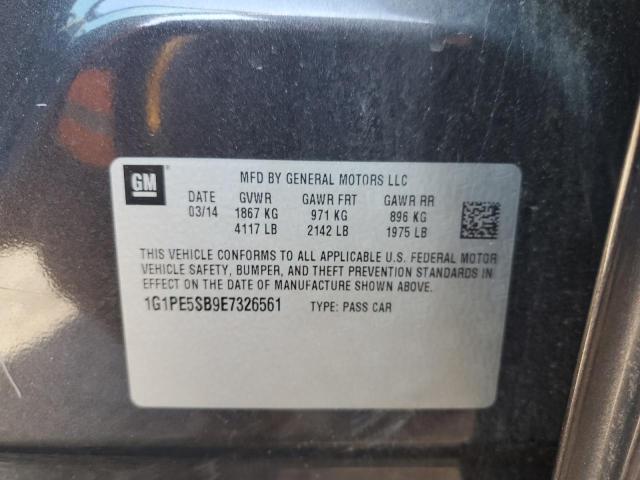 GM
MFD BY GENERAL MOTORS LLC
DATE GVWR GAWR FRT GAWR RR
03/14 1867 KG 971 KG 896 KG
4117 LB 2142 LB 1975 LB
THIS VEHICLE CONFORMS TO ALL APPLICABLE U.S. FEDERAL MOTOR
VEHICLE SAFETY, BUMPER, AND THEFT PREVENTION STANDARDS IN
EFFECT ON THE DATE OF MANUFACTURE SHOWN ABOVE.
1G1PE5SB9E7326561 TYPE: PASS CAR